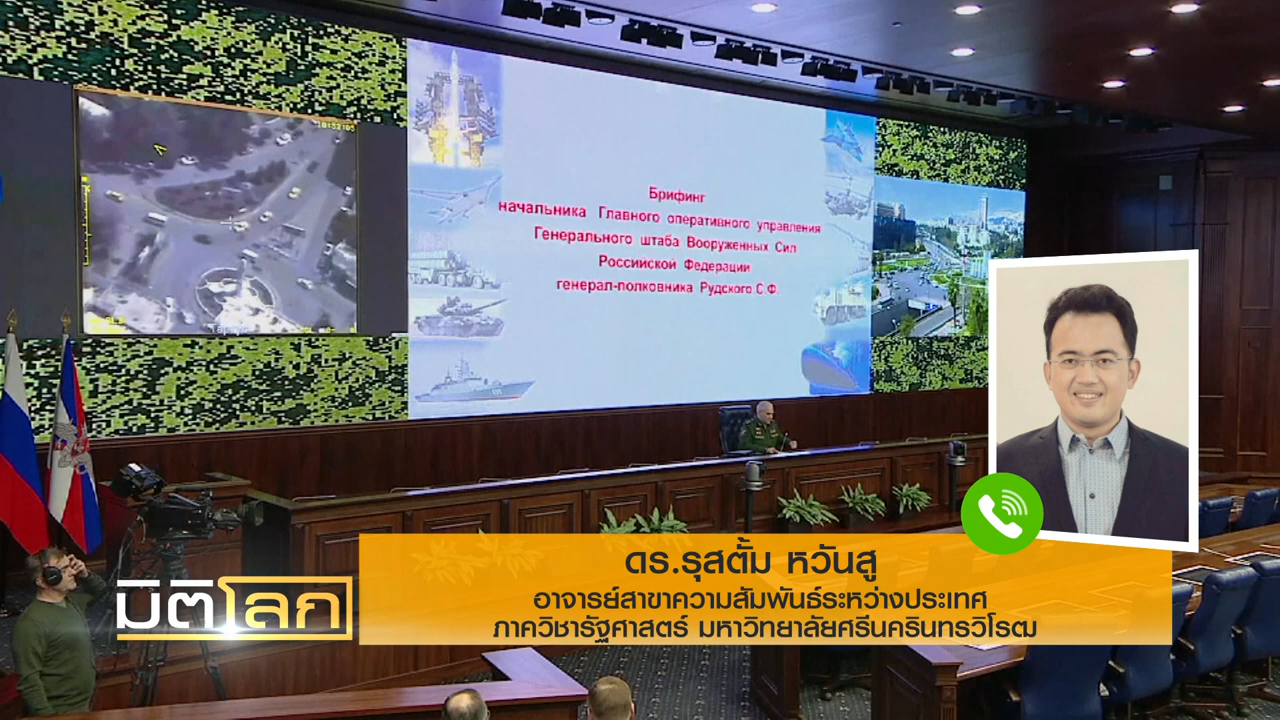 Брифинг
начальника Главного оперативного управления
Генерального штаба Вооруженных Сил
Российской Федерации
генерал-полковника Рудского С.Ф.
ดร.รุสตั้ม หวันสู
อาจารย์สาขาความสัมพันธ์ระหว่างประเทศ
ภาควิชารัฐศาสตร์ มหาวิทยาลัยศรีนครินทรวิโรฒ
มิติโลก